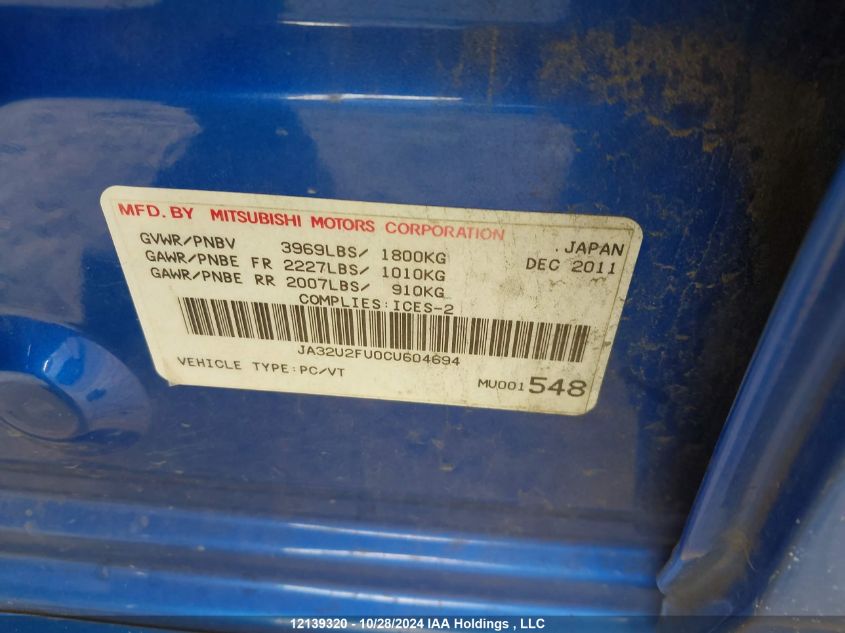 MFD. BY MITSUBISHI MOTORS CORPORATION
JAPAN
GVWR/PNBV 3969LBS/ 1800KG
DEC 2011
GAWR/PNBE FR 2227LBS/ 1010KG
GAWR/PNBE RR 2007LBS/ 910KG
COMPLIES:ICES-2
JA32U2FU0CU604694
VEHICLE TYPE:PC/VT
MU001548
12139320 - 10/28/2024 IAA Holdings , LLC